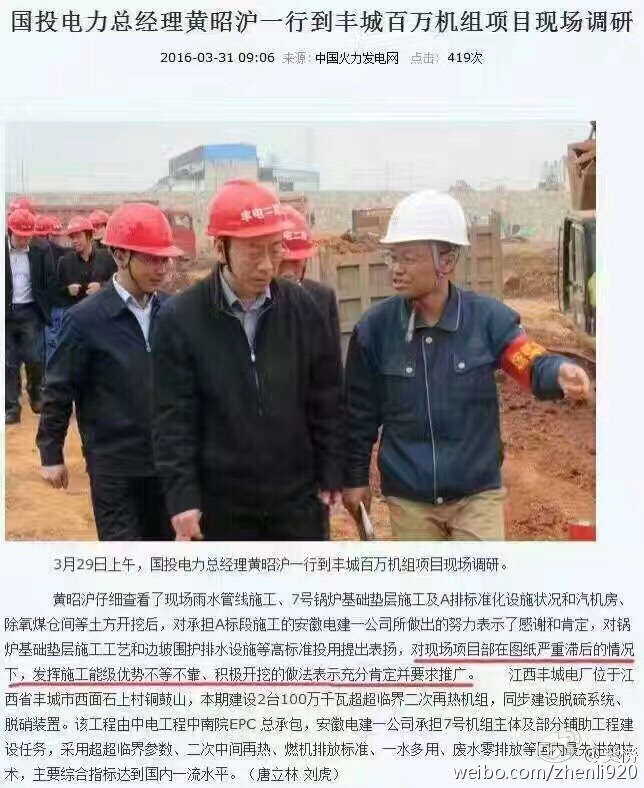 国投电力总经理黄昭沪一行到丰城百万机组项目现场调研
2016-03-31 09:06 来源：中国火力发电网 点击：419次
丰电二期
3月29日上午，国投电力总经理黄昭沪一行到丰城百万机组项目现场调研。
黄昭沪仔细查看了现场雨水管线施工、7号锅炉基础垫层施工及A排标准化设施状况和汽机房、
除氧煤仓间等土方开挖后，对承担A标段施工的安徽电建一公司所做出的努力表示了感谢和肯定，对锅
炉基础垫层施工工艺和边坡围护排水设施等高标准投用提出表扬，对现场项目部在图纸严重滞后的情况
下，发挥施工能级优势不等不靠、积极开挖的做法表示充分肯定并要求推广。 江西丰城电厂位于江
西省丰城市西面石上村铜鼓山，本期建设2台100万千瓦超超临界二次再热机组，同步建设脱硫系统、
脱硝装置。该工程由中电工程中南院EPC 总承包，安徽电建一公司承担7号机组主体及部分辅助工程建
设任务，采用超超临界参数、二次中间再热、燃机排放标准、一水多用、废水零排放等国内最先进的技
术，主要综合指标达到国内一流水平。（唐立林 刘虎）
weibo.com/zhenli920